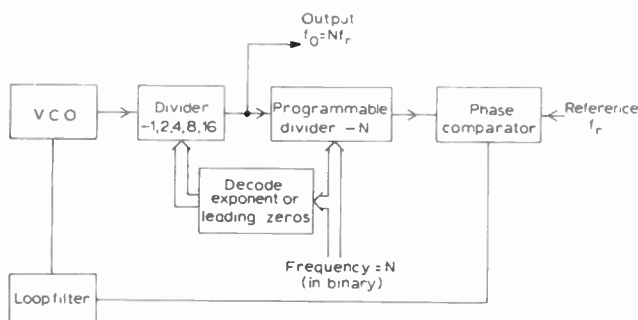 Output
f₀=Nfᵣ
VCO
Divider
−1,2,4,8,16
Programmable
divider −N
Phase
comparator
Reference
fᵣ
Decode
exponent or
leading zeros
Frequency=N
(in binary)
Loop filter